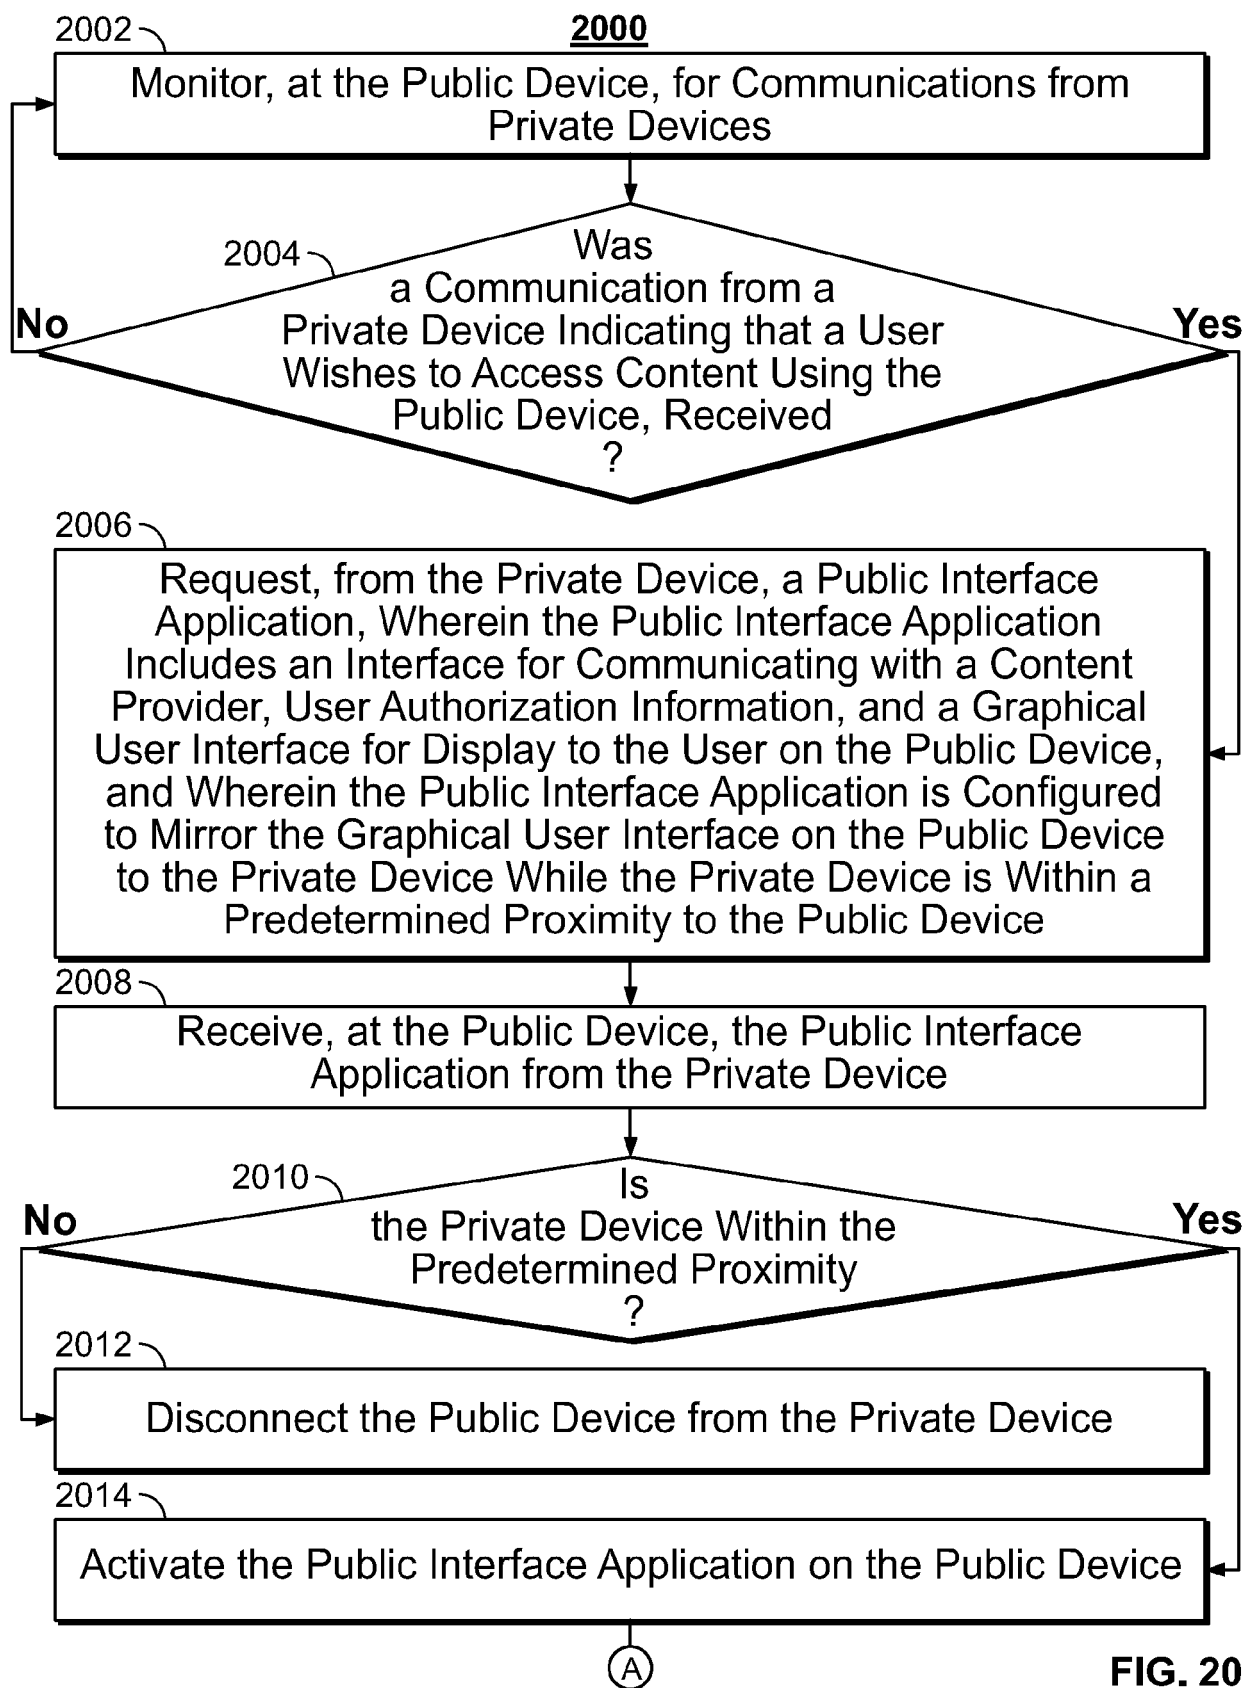 2000
2002
Monitor, at the Public Device, for Communications from
Private Devices
2004
Was
a Communication from a
Private Device Indicating that a User
Wishes to Access Content Using the
Public Device, Received
?
No
Yes
2006
Request, from the Private Device, a Public Interface
Application, Wherein the Public Interface Application
Includes an Interface for Communicating with a Content
Provider, User Authorization Information, and a Graphical
User Interface for Display to the User on the Public Device,
and Wherein the Public Interface Application is Configured
to Mirror the Graphical User Interface on the Public Device
to the Private Device While the Private Device is Within a
Predetermined Proximity to the Public Device
2008
Receive, at the Public Device, the Public Interface
Application from the Private Device
2010
Is
the Private Device Within the
Predetermined Proximity
?
No
Yes
2012
Disconnect the Public Device from the Private Device
2014
Activate the Public Interface Application on the Public Device
A
FIG. 20